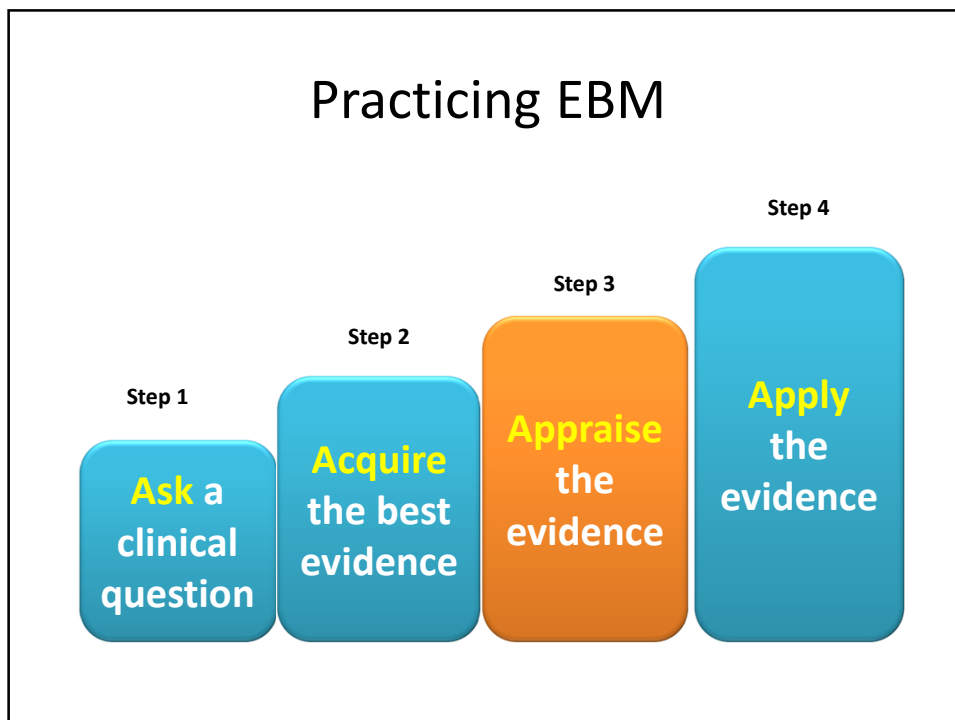 Practicing EBM
Step 1
Ask a
clinical
question
Step 2
Acquire
the best
evidence
Step 3
Appraise
the
evidence
Step 4
Apply
the
evidence